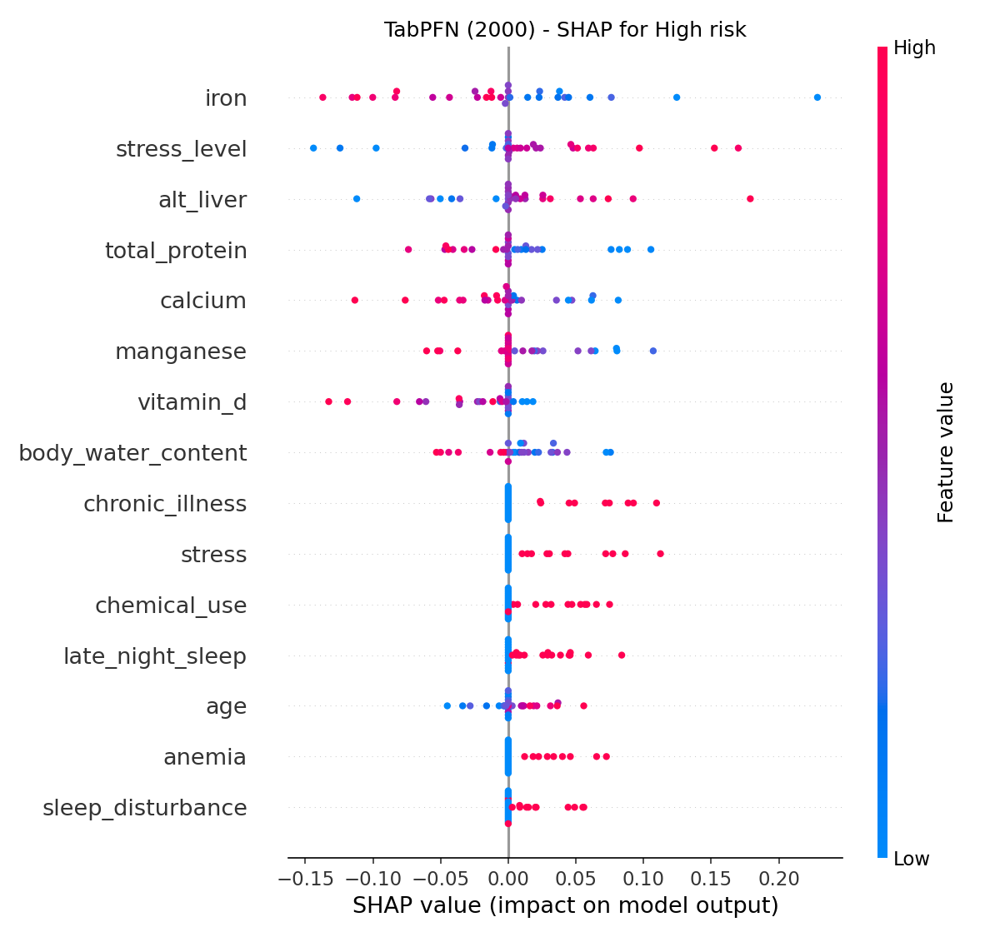 TabPFN (2000) - SHAP for High risk
High
iron
stress_level
alt_liver
total_protein
calcium
manganese
vitamin_d
body_water_content
chronic_illness
stress
chemical_use
late_night_sleep
age
anemia
sleep_disturbance
Feature value
Low
−0.15 −0.10 −0.05 0.00 0.05 0.10 0.15 0.20
SHAP value (impact on model output)